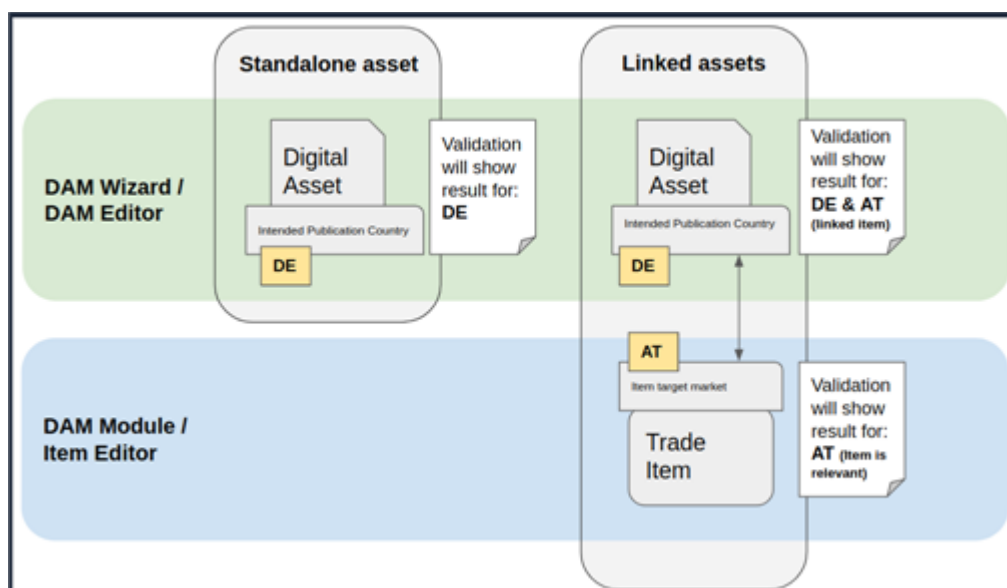 Standalone asset
Linked assets
DAM Wizard /
DAM Editor
Digital
Asset
Intended Publication Country
DE
Validation
will show
result for:
DE
Digital
Asset
Intended Publication Country
DE
Validation
will show
result for:
DE & AT
(linked item)
DAM Module /
Item Editor
AT
Item target market
Trade
Item
Validation
will show
result for:
AT (Item is
relevant)